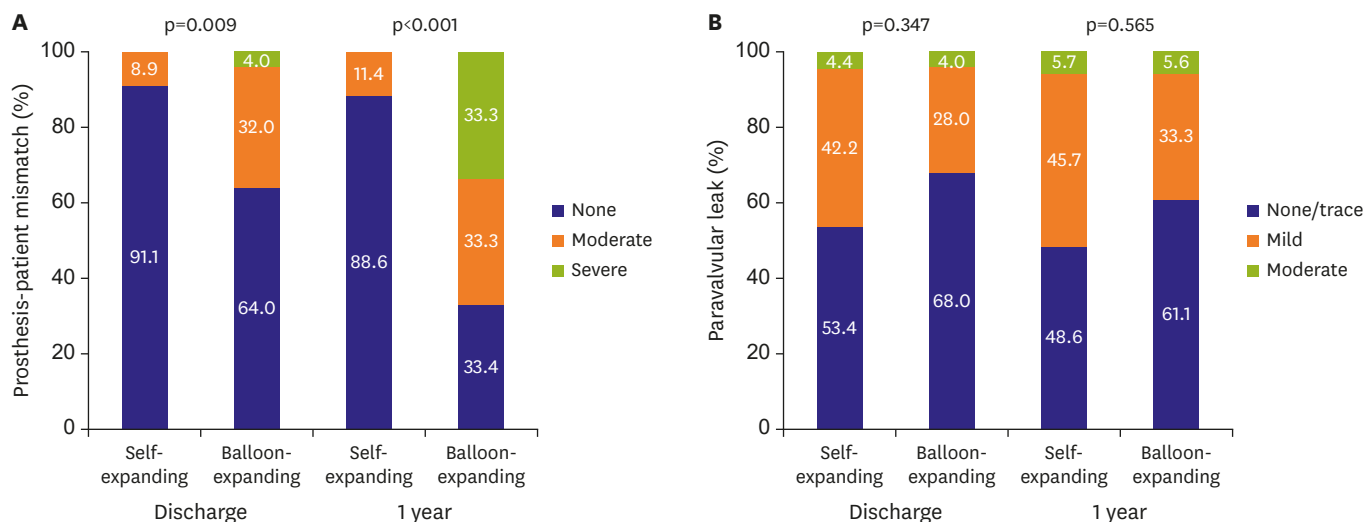 A
p=0.009
p<0.001
Prosthesis-patient mismatch (%)
100
80
60
40
20
0
8.9
91.1
4.0
32.0
64.0
11.4
88.6
33.3
33.3
33.4
None
Moderate
Severe
Self-
expanding
Balloon-
expanding
Self-
expanding
Balloon-
expanding
Discharge
1 year
B
p=0.347
p=0.565
Paravalvular leak (%)
100
80
60
40
20
0
4.4
42.2
53.4
4.0
28.0
68.0
5.7
45.7
48.6
5.6
33.3
61.1
None/trace
Mild
Moderate
Self-
expanding
Balloon-
expanding
Self-
expanding
Balloon-
expanding
Discharge
1 year